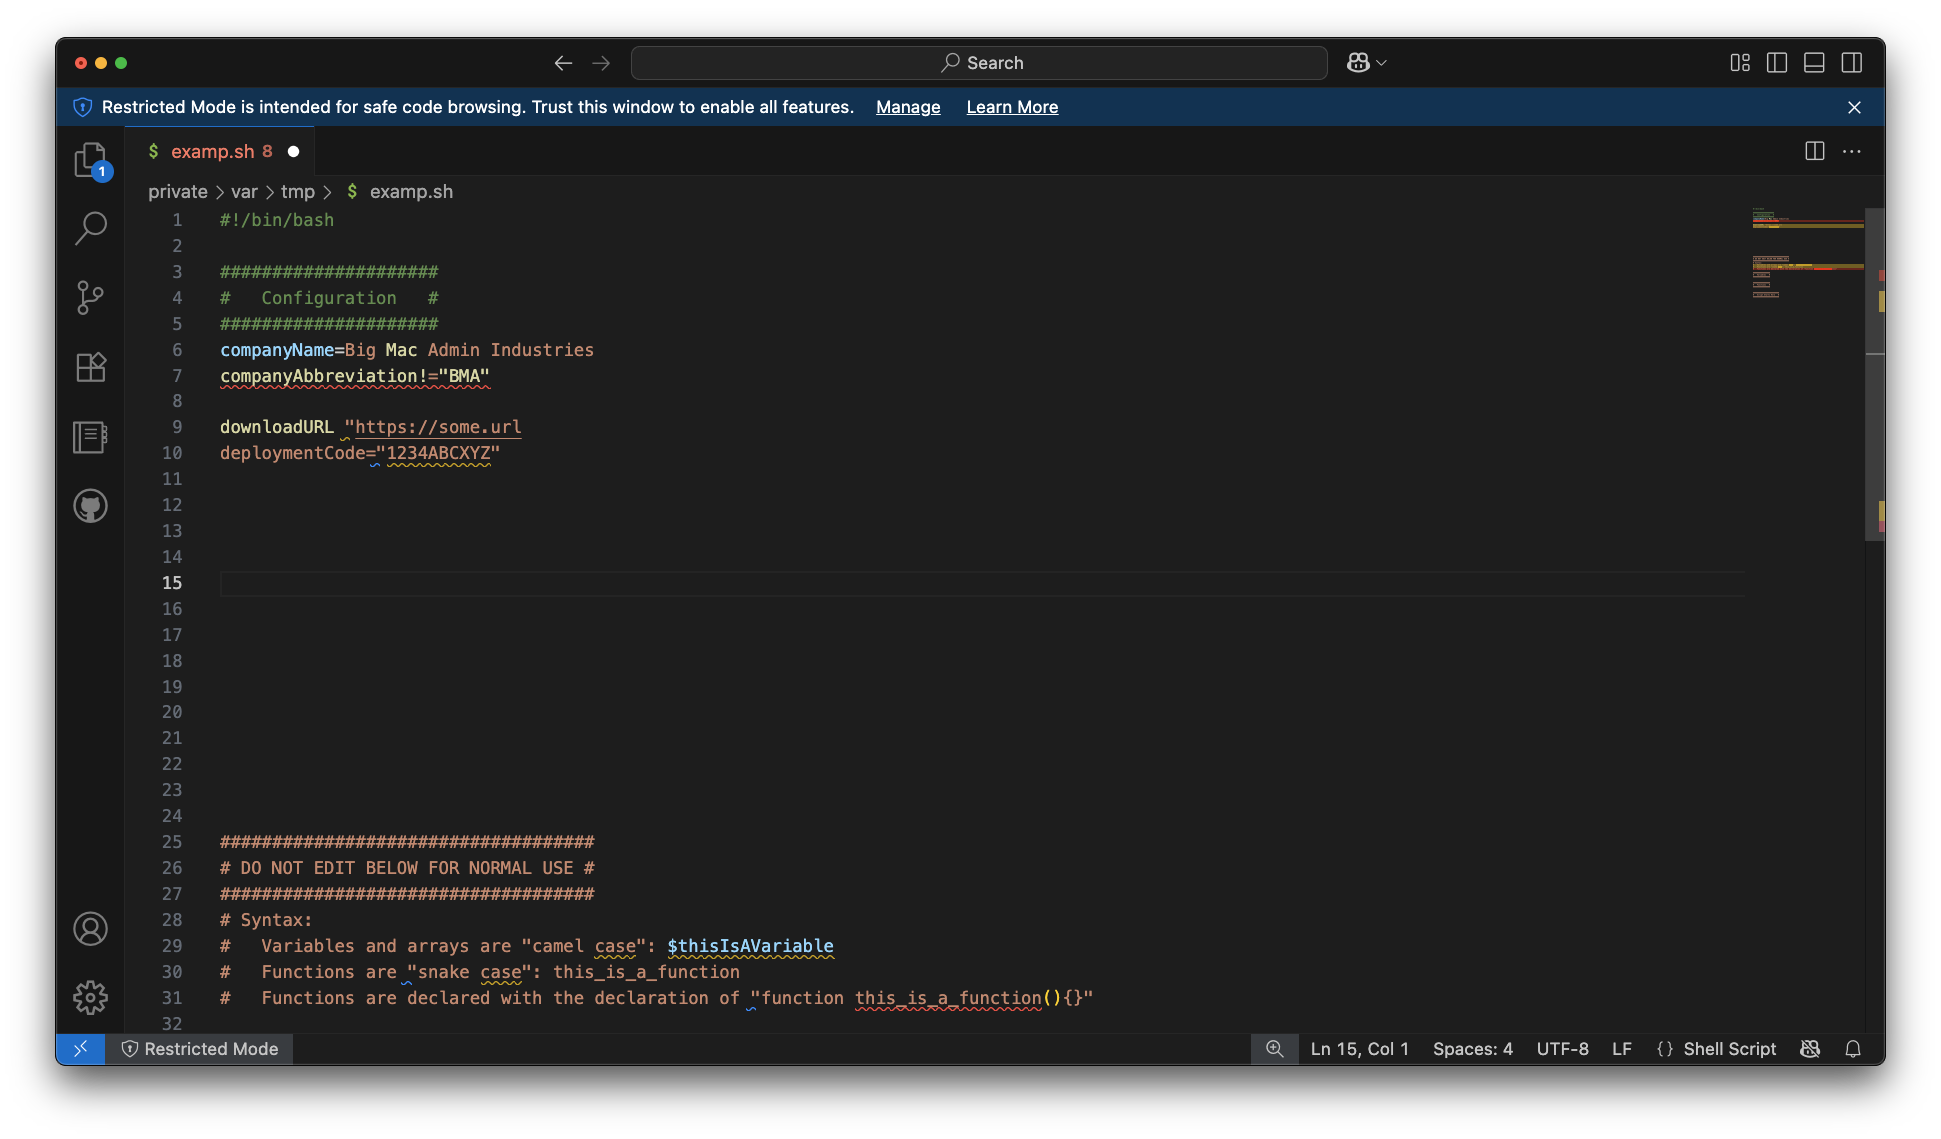 Search
Restricted Mode is intended for safe code browsing. Trust this window to enable all features. Manage Learn More
1
$ examp.sh 8
private > var > tmp > $ examp.sh
1 #!/bin/bash
2
3 #####################
4 #   Configuration   #
5 #####################
6 companyName=Big Mac Admin Industries
7 companyAbbreviation!="BMA"
8
9 downloadURL "https://some.url
10 deploymentCode="1234ABCXYZ"
11
12
13
14
15
16
17
18
19
20
21
22
23
24
25 ####################################
26 # DO NOT EDIT BELOW FOR NORMAL USE #
27 ####################################
28 # Syntax:
29 #   Variables and arrays are "camel case": $thisIsAVariable
30 #   Functions are "snake case": this_is_a_function
31 #   Functions are declared with the declaration of "function this_is_a_function(){}"
32
Restricted Mode Ln 15, Col 1 Spaces: 4 UTF-8 LF {} Shell Script